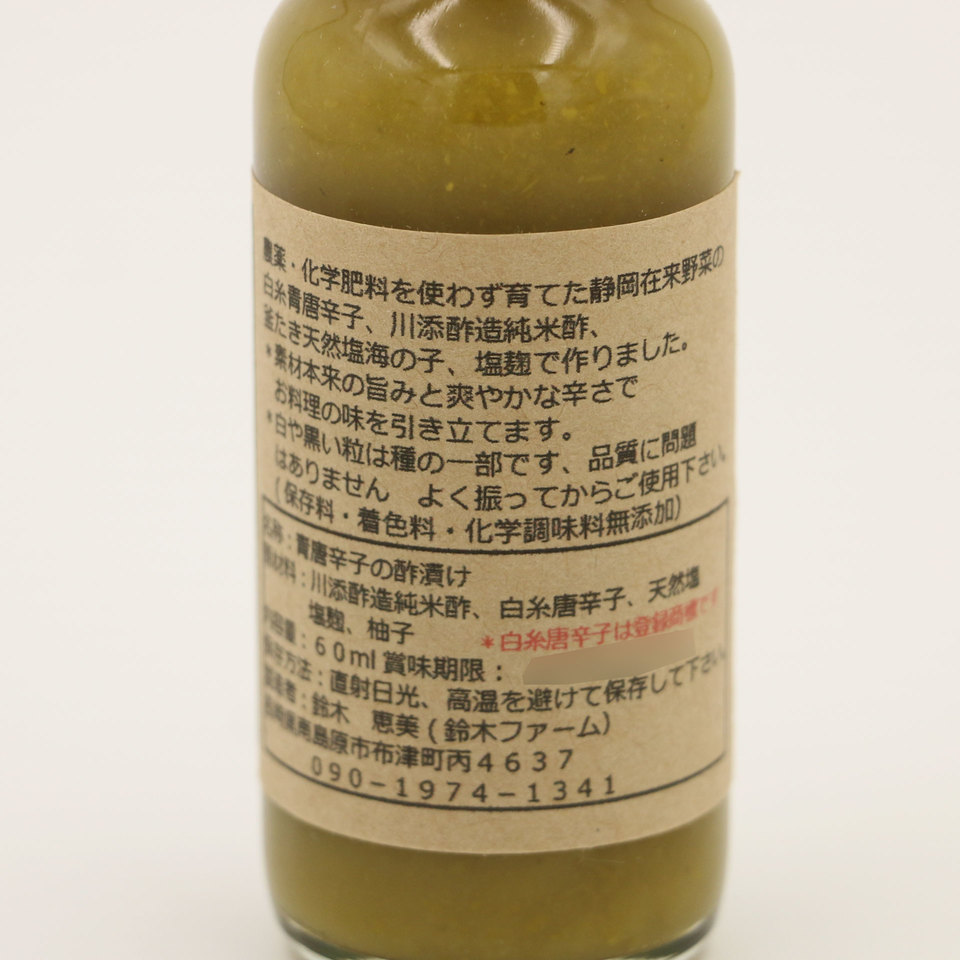 農薬・化学肥料を使わず育てた静岡在来野菜の
白糸青唐辛子、川添酢造純米酢、
釜たき天然塩海の子、塩麹で作りました。
*素材本来の旨みと爽やかな辛さで
お料理の味を引き立てます。
*白や黒い粒は種の一部です、品質に問題
はありません よく振ってからご使用下さい。
(保存料・着色料・化学調味料無添加)
名称：青唐辛子の酢漬け
原材料：川添酢造純米酢、白糸唐辛子、天然塩
塩麹、柚子
*白糸唐辛子は登録商標です
内容量：60ml 賞味期限：
保存方法：直射日光、高温を避けて保存して下さい。
製造者：鈴木 恵美(鈴木ファーム)
長崎県南島原市布津町丙4637
090-1974-1341